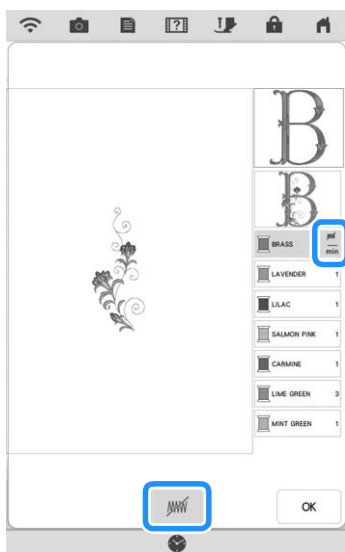 BRASS
min
LAVENDER 1
LILAC 1
SALMON PINK 1
CARMINE 1
LIME GREEN 3
MINT GREEN 1
OK